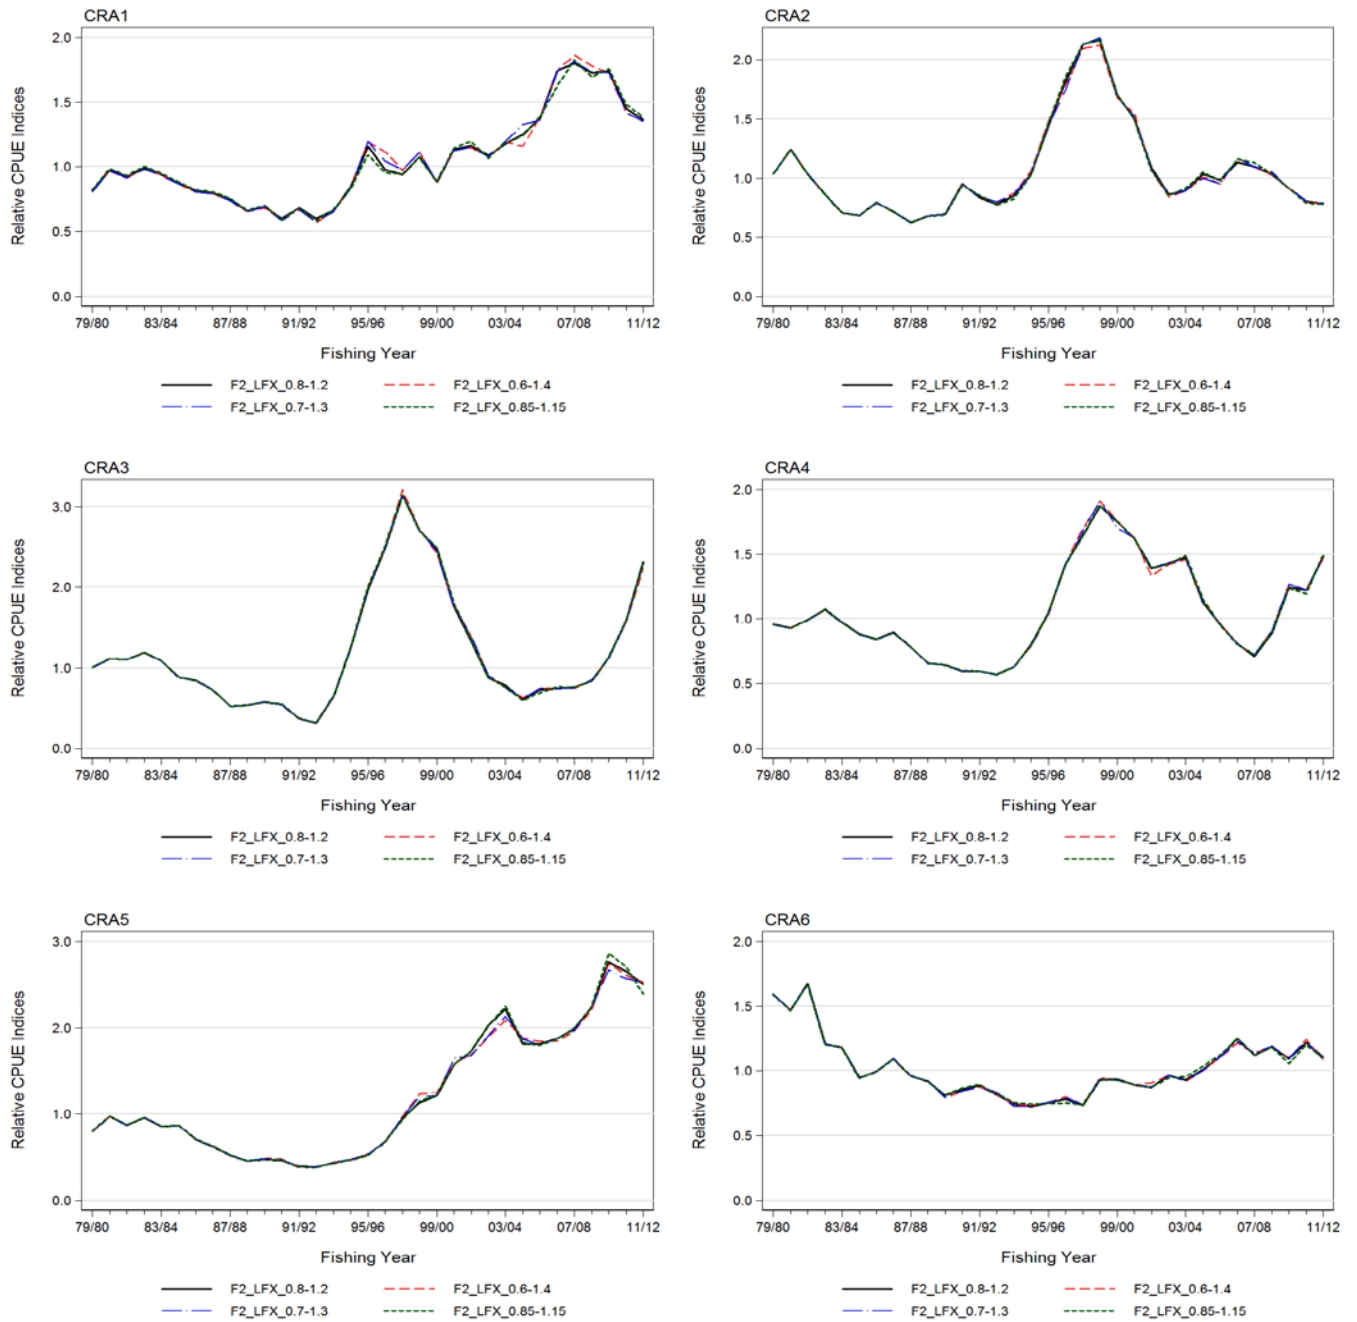 CRA1
2.0
1.5
1.0
0.5
0.0
Relative CPUE Indices
79/80 83/84 87/88 91/92 95/96 99/00 03/04 07/08 11/12
Fishing Year
F2_LFX_0.8-1.2 F2_LFX_0.6-1.4
F2_LFX_0.7-1.3 F2_LFX_0.85-1.15
CRA2
2.0
1.5
1.0
0.5
0.0
Relative CPUE Indices
79/80 83/84 87/88 91/92 95/96 99/00 03/04 07/08 11/12
Fishing Year
F2_LFX_0.8-1.2 F2_LFX_0.6-1.4
F2_LFX_0.7-1.3 F2_LFX_0.85-1.15
CRA3
3.0
2.0
1.0
0.0
Relative CPUE Indices
79/80 83/84 87/88 91/92 95/96 99/00 03/04 07/08 11/12
Fishing Year
F2_LFX_0.8-1.2 F2_LFX_0.6-1.4
F2_LFX_0.7-1.3 F2_LFX_0.85-1.15
CRA4
2.0
1.5
1.0
0.5
0.0
Relative CPUE Indices
79/80 83/84 87/88 91/92 95/96 99/00 03/04 07/08 11/12
Fishing Year
F2_LFX_0.8-1.2 F2_LFX_0.6-1.4
F2_LFX_0.7-1.3 F2_LFX_0.85-1.15
CRA5
3.0
2.0
1.0
0.0
Relative CPUE Indices
79/80 83/84 87/88 91/92 95/96 99/00 03/04 07/08 11/12
Fishing Year
F2_LFX_0.8-1.2 F2_LFX_0.6-1.4
F2_LFX_0.7-1.3 F2_LFX_0.85-1.15
CRA6
2.0
1.5
1.0
0.5
0.0
Relative CPUE Indices
79/80 83/84 87/88 91/92 95/96 99/00 03/04 07/08 11/12
Fishing Year
F2_LFX_0.8-1.2 F2_LFX_0.6-1.4
F2_LFX_0.7-1.3 F2_LFX_0.85-1.15